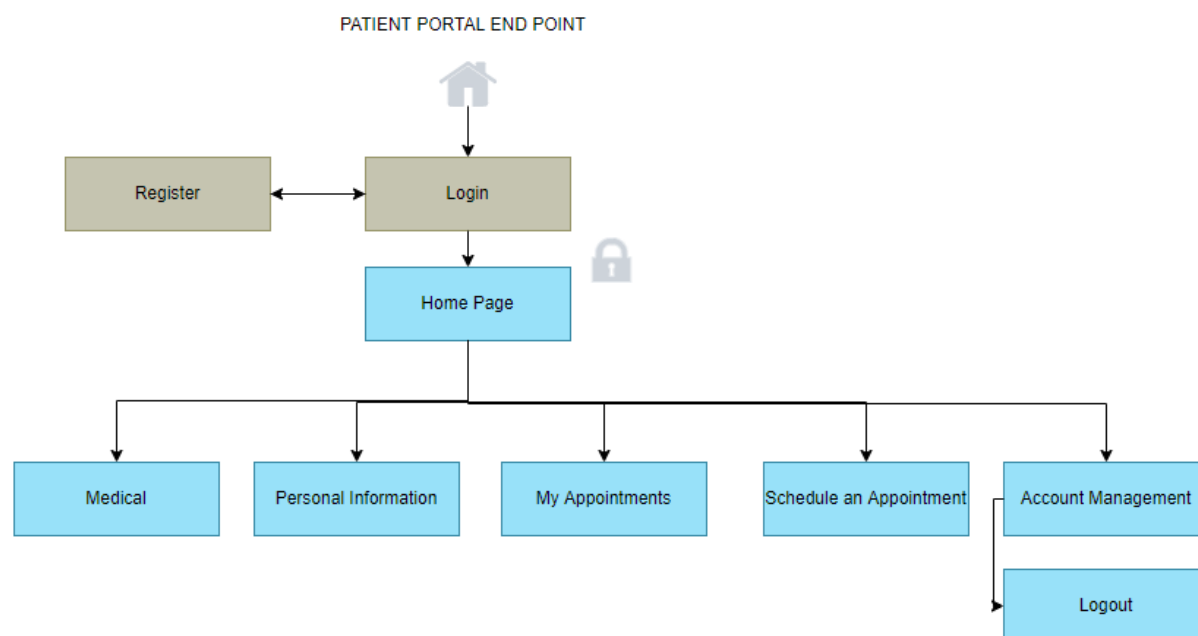 PATIENT PORTAL END POINT
Register
Login
Home Page
Medical
Personal Information
My Appointments
Schedule an Appointment
Account Management
Logout